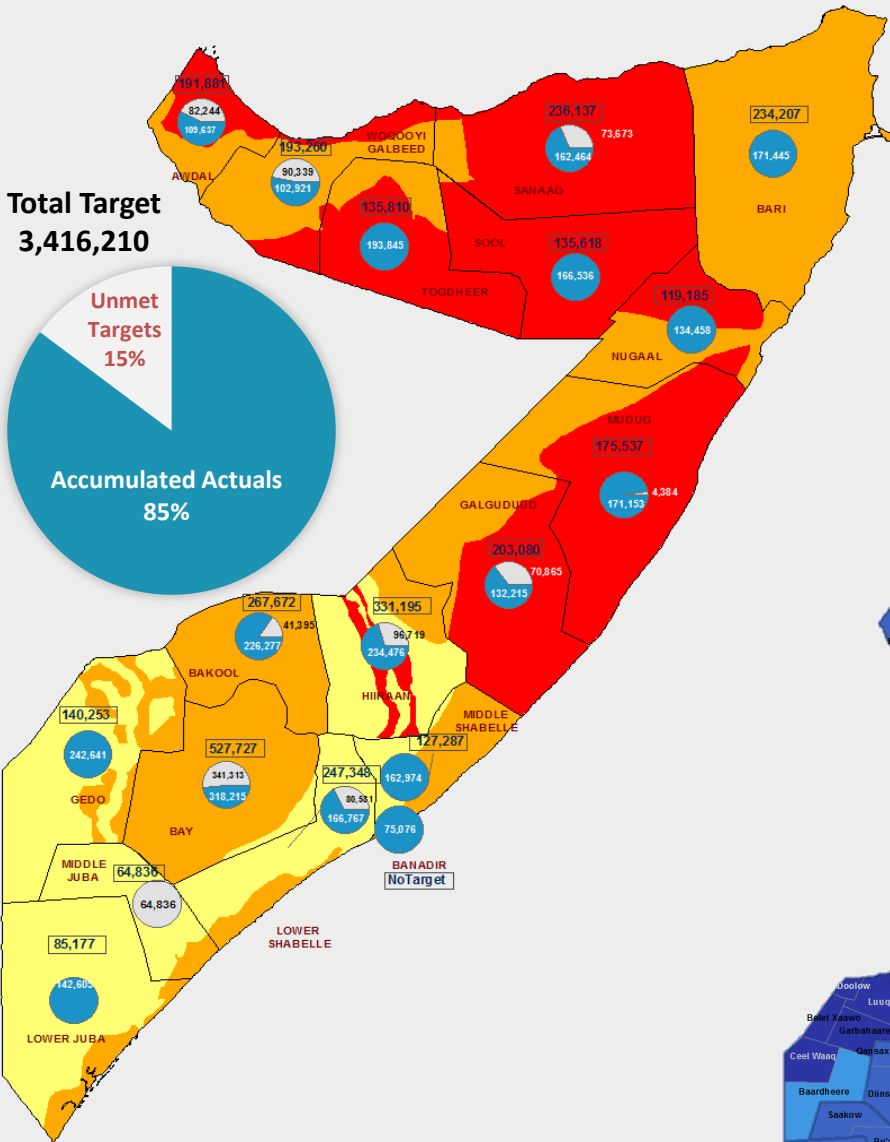 191,881
82,244
109,637
AWDAL
193,260
90,339
102,921
WOQOOYI
GALBEED
236,137
73,673
162,464
SANAAG
234,207
171,445
BARI
Total Target
3,416,210
135,810
193,845
TOGDHEER
SOOL
135,618
166,536
119,185
134,458
NUGAAL
Unmet
Targets
15%
Accumulated Actuals
85%
MUDUG
175,537
4,384
171,153
GALGUDUUD
203,080
70,865
132,215
267,672
41,395
226,277
BAKOOL
331,195
96,719
234,476
HIIRAAN
MIDDLE
SHABELLE
127,287
162,974
140,253
242,641
GEDO
527,727
341,313
318,215
BAY
247,348
80,581
166,767
75,076
BANADIR
NoTarget
MIDDLE
JUBA
64,836
64,836
LOWER
SHABELLE
85,177
142,605
LOWER JUBA
Doolow
Luuq
Belet Xaawo
Garbahaare
Ceel Waaq
Qansax
Baardheere
Diins
Saakow